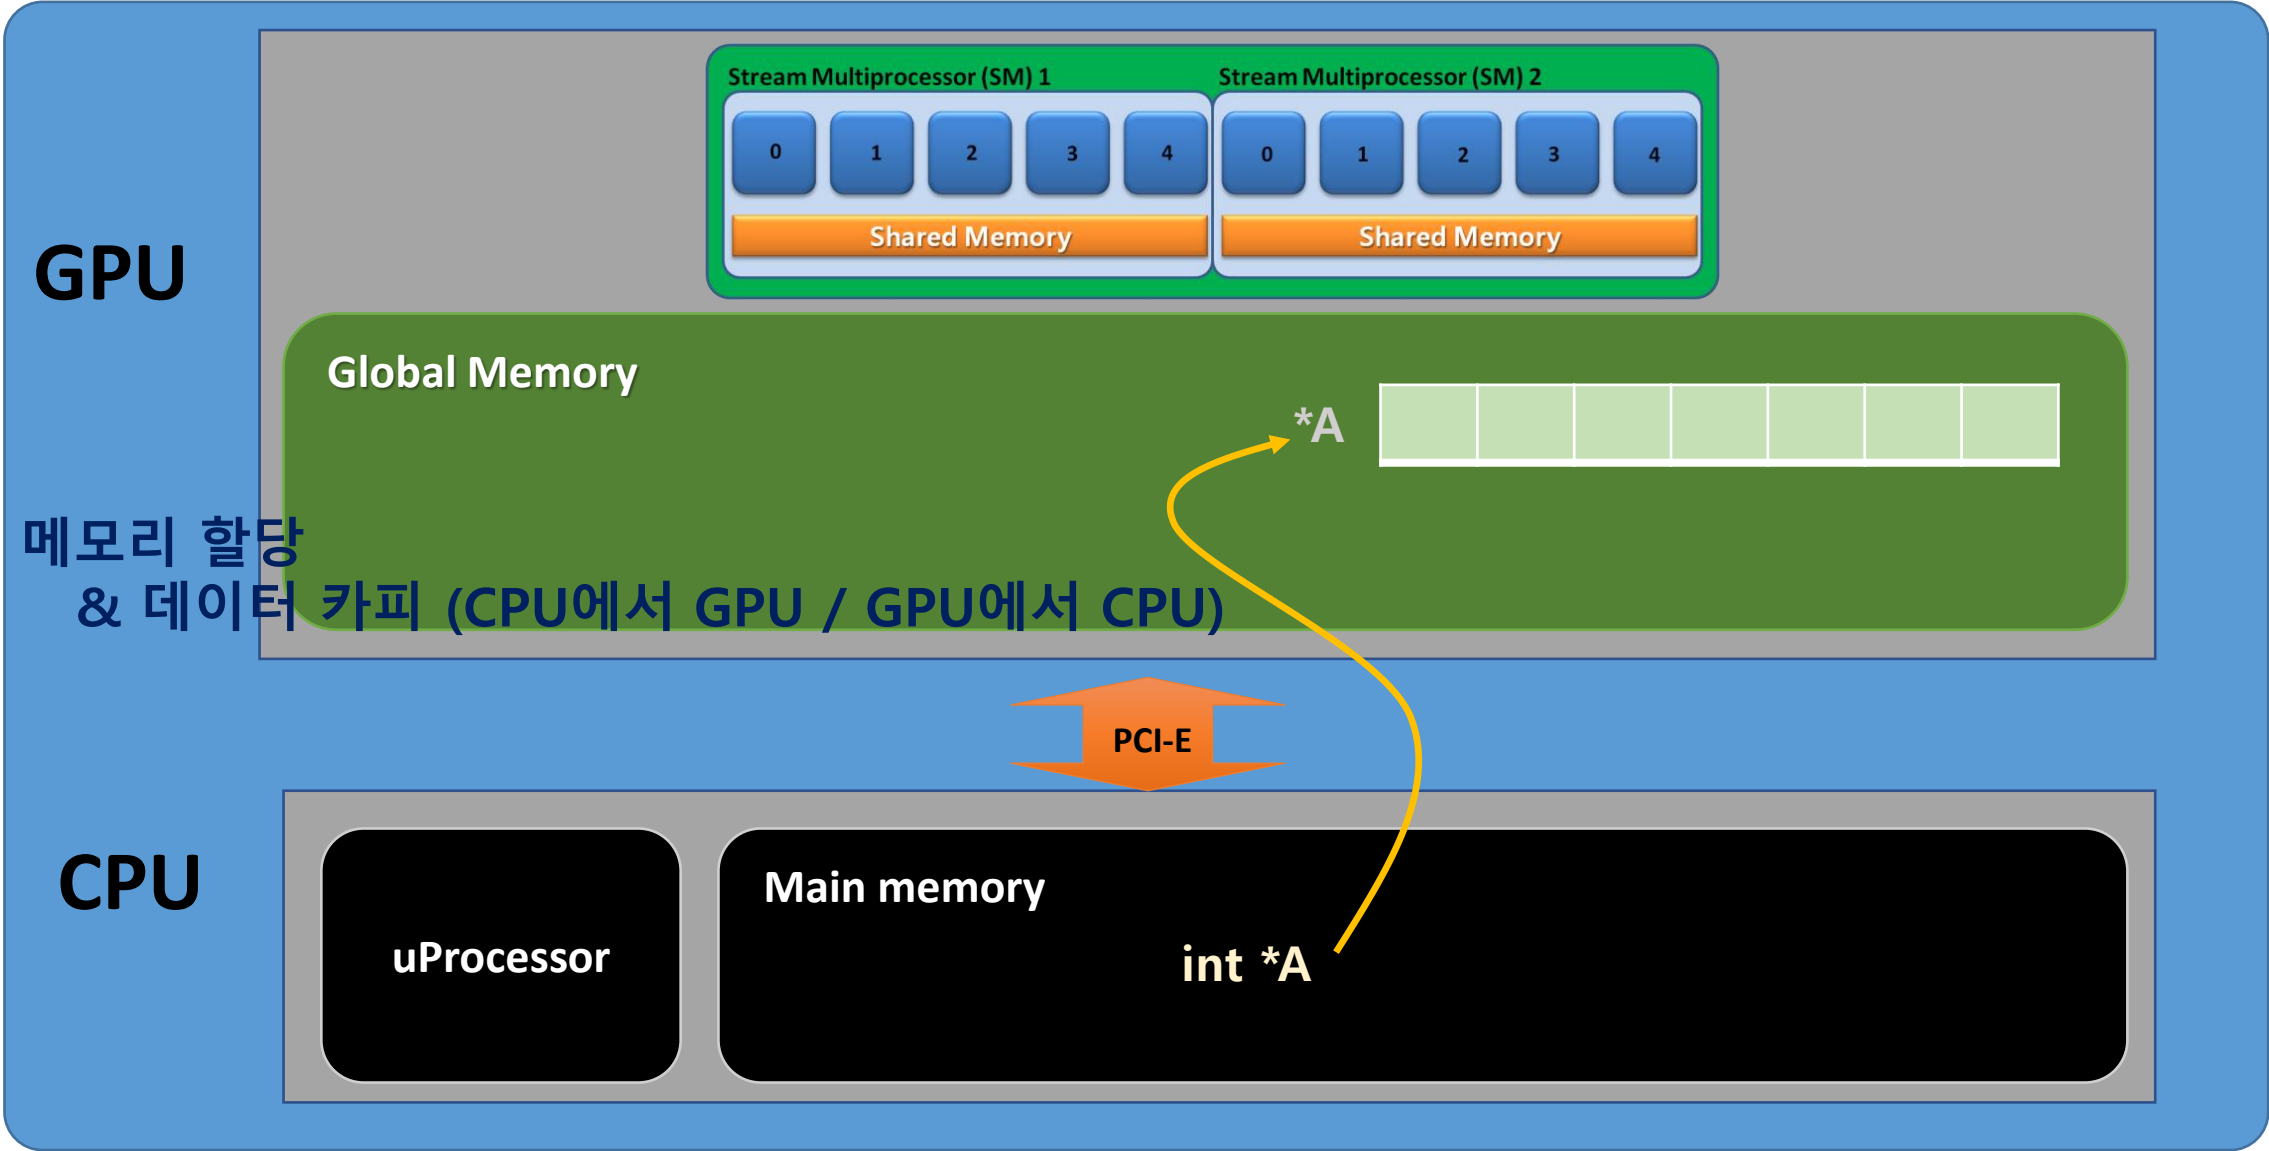 Stream Multiprocessor (SM) 1
Stream Multiprocessor (SM) 2
0 1 2 3 4
0 1 2 3 4
Shared Memory
Shared Memory
GPU
Global Memory
*A
메모리 할당
& 데이터 카피 (CPU에서 GPU / GPU에서 CPU)
PCI-E
CPU
Main memory
uProcessor
int *A